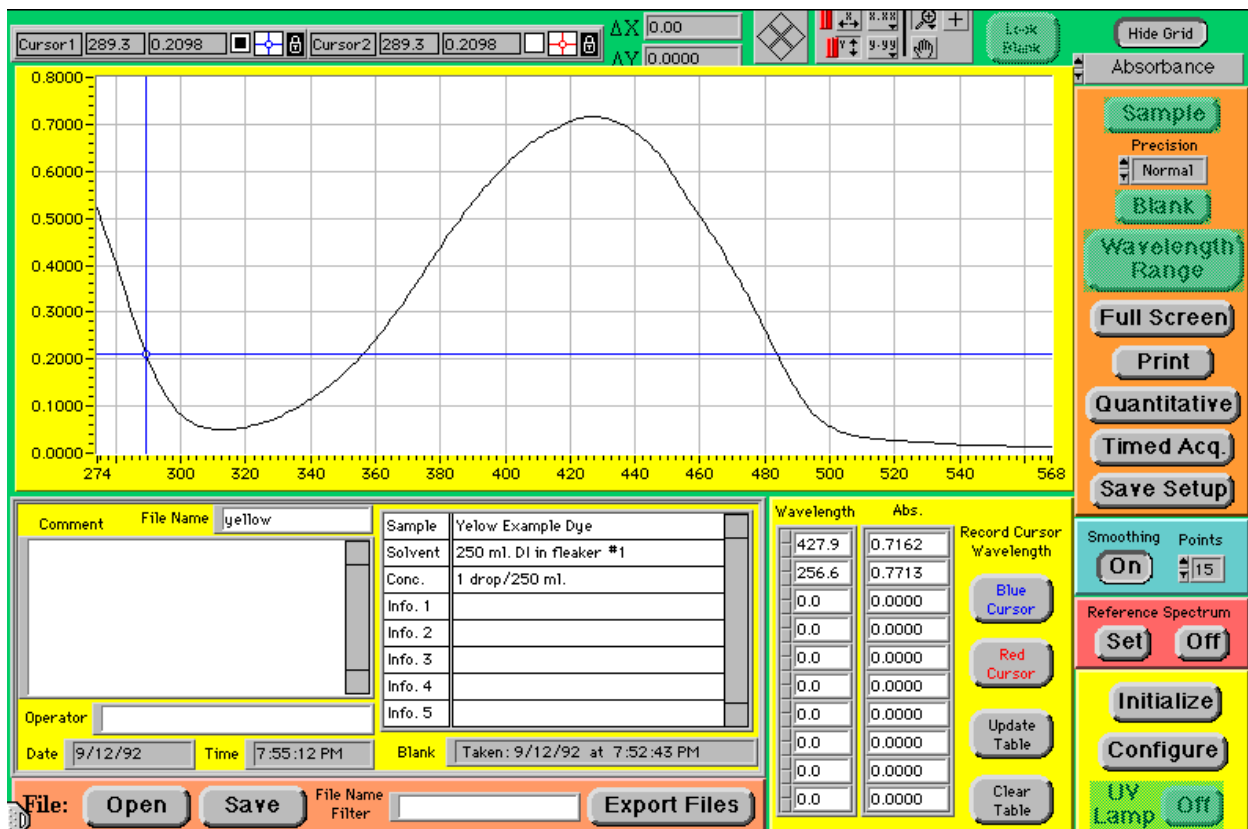 Cursor1 289.3 0.2098 Cursor2 289.3 0.2098
ΔX 0.00
ΔY 0.0000
X X.XX
Y Y.YY
Look
Blank
Hide Grid
Absorbance
Sample
Precision
Normal
Blank
Wavelength
Range
Full Screen
Print
Quantitative
Timed Acq.
Save Setup
Smoothing Points
On 15
Reference Spectrum
Set Off
Initialize
Configure
UV
Lamp Off
0.8000
0.7000
0.6000
0.5000
0.4000
0.3000
0.2000
0.1000
0.0000
274 300 320 340 360 380 400 420 440 460 480 500 520 540 568
Comment File Name yellow
Sample Yelow Example Dye
Solvent 250 ml. DI in fleaker #1
Conc. 1 drop/250 ml.
Info. 1
Info. 2
Info. 3
Info. 4
Info. 5
Operator
Date 9/12/92 Time 7:55:12 PM Blank Taken: 9/12/92 at 7:52:43 PM
Wavelength Abs.
427.9 0.7162
256.6 0.7713
0.0 0.0000
0.0 0.0000
0.0 0.0000
0.0 0.0000
0.0 0.0000
0.0 0.0000
0.0 0.0000
0.0 0.0000
Record Cursor
Wavelength
Blue
Cursor
Red
Cursor
Update
Table
Clear
Table
File: Open Save File Name
Filter
Export Files